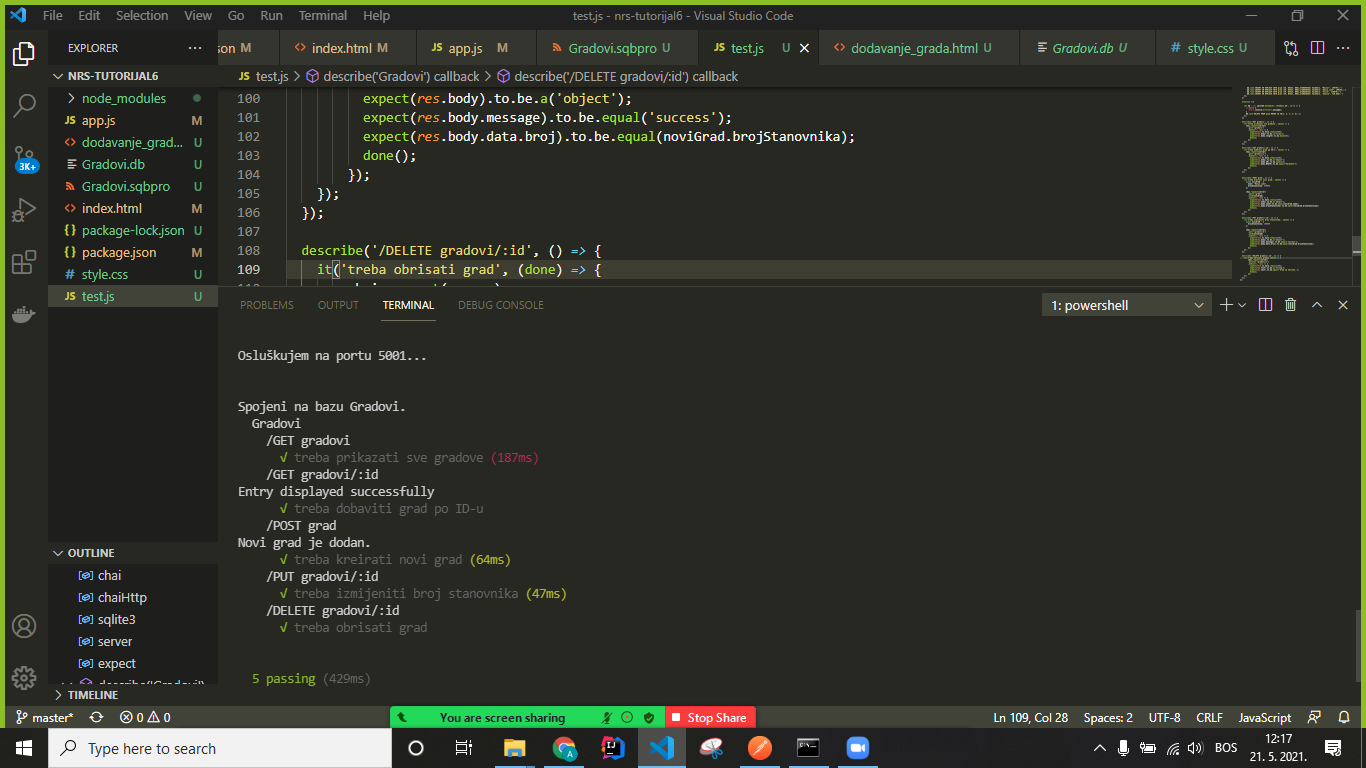 File Edit Selection View Go Run Terminal Help test.js - nrs-tutorijal6 - Visual Studio Code
EXPLORER
son M index.html M JS app.js M Gradovi.sqbpro U JS test.js U dodavanje_grada.html U Gradovi.db U # style.css U
NRS-TUTORIJAL6
JS test.js > describe('Gradovi') callback > describe('/DELETE gradovi/:id') callback
node_modules
JS app.js M
dodavanje_grad... U
Gradovi.db U
Gradovi.sqbpro U
index.html M
{} package-lock.json U
{} package.json M
# style.css U
JS test.js U
100 expect(res.body).to.be.a('object');
101 expect(res.body.message).to.be.equal('success');
102 expect(res.body.data.broj).to.be.equal(noviGrad.brojStanovnika);
103 done();
104 });
105 });
106 });
107
108 describe('/DELETE gradovi/:id', () => {
109 it('treba obrisati grad', (done) => {
PROBLEMS OUTPUT TERMINAL DEBUG CONSOLE 1: powershell
Osluškujem na portu 5001...
Spojeni na bazu Gradovi.
Gradovi
/GET gradovi
√ treba prikazati sve gradove (187ms)
/GET gradovi/:id
Entry displayed successfully
√ treba dobaviti grad po ID-u
/POST grad
Novi grad je dodan.
√ treba kreirati novi grad (64ms)
/PUT gradovi/:id
√ treba izmijeniti broj stanovnika (47ms)
/DELETE gradovi/:id
√ treba obrisati grad
5 passing (429ms)
3K+
OUTLINE
chai
chaiHttp
sqlite3
server
expect
TIMELINE
master* 0 0 You are screen sharing Stop Share Ln 109, Col 28 Spaces: 2 UTF-8 CRLF JavaScript
Type here to search
BOS
12:17
21. 5. 2021.